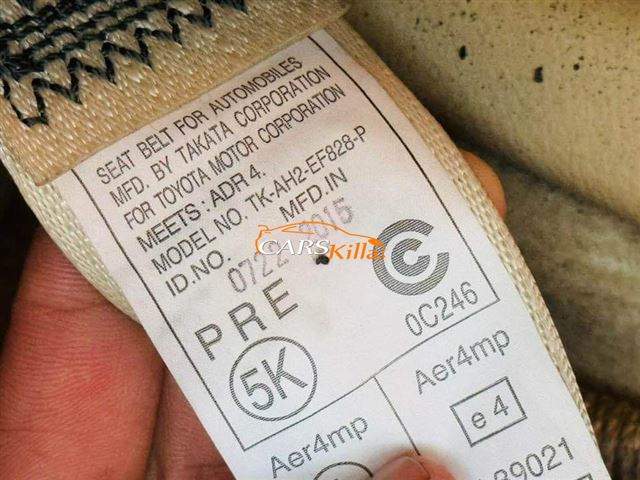 SEAT BELT FOR AUTOMOBILES
MFD. BY TAKATA CORPORATION
FOR TOYOTA MOTOR CORPORATION
MEETS: ADR 4.
MODEL NO. TK-AH2-EF828-P
ID.NO. MFD.IN
CARS Killa
PRE
0C246
5K
Aer4mp
Aer4mp
e 4